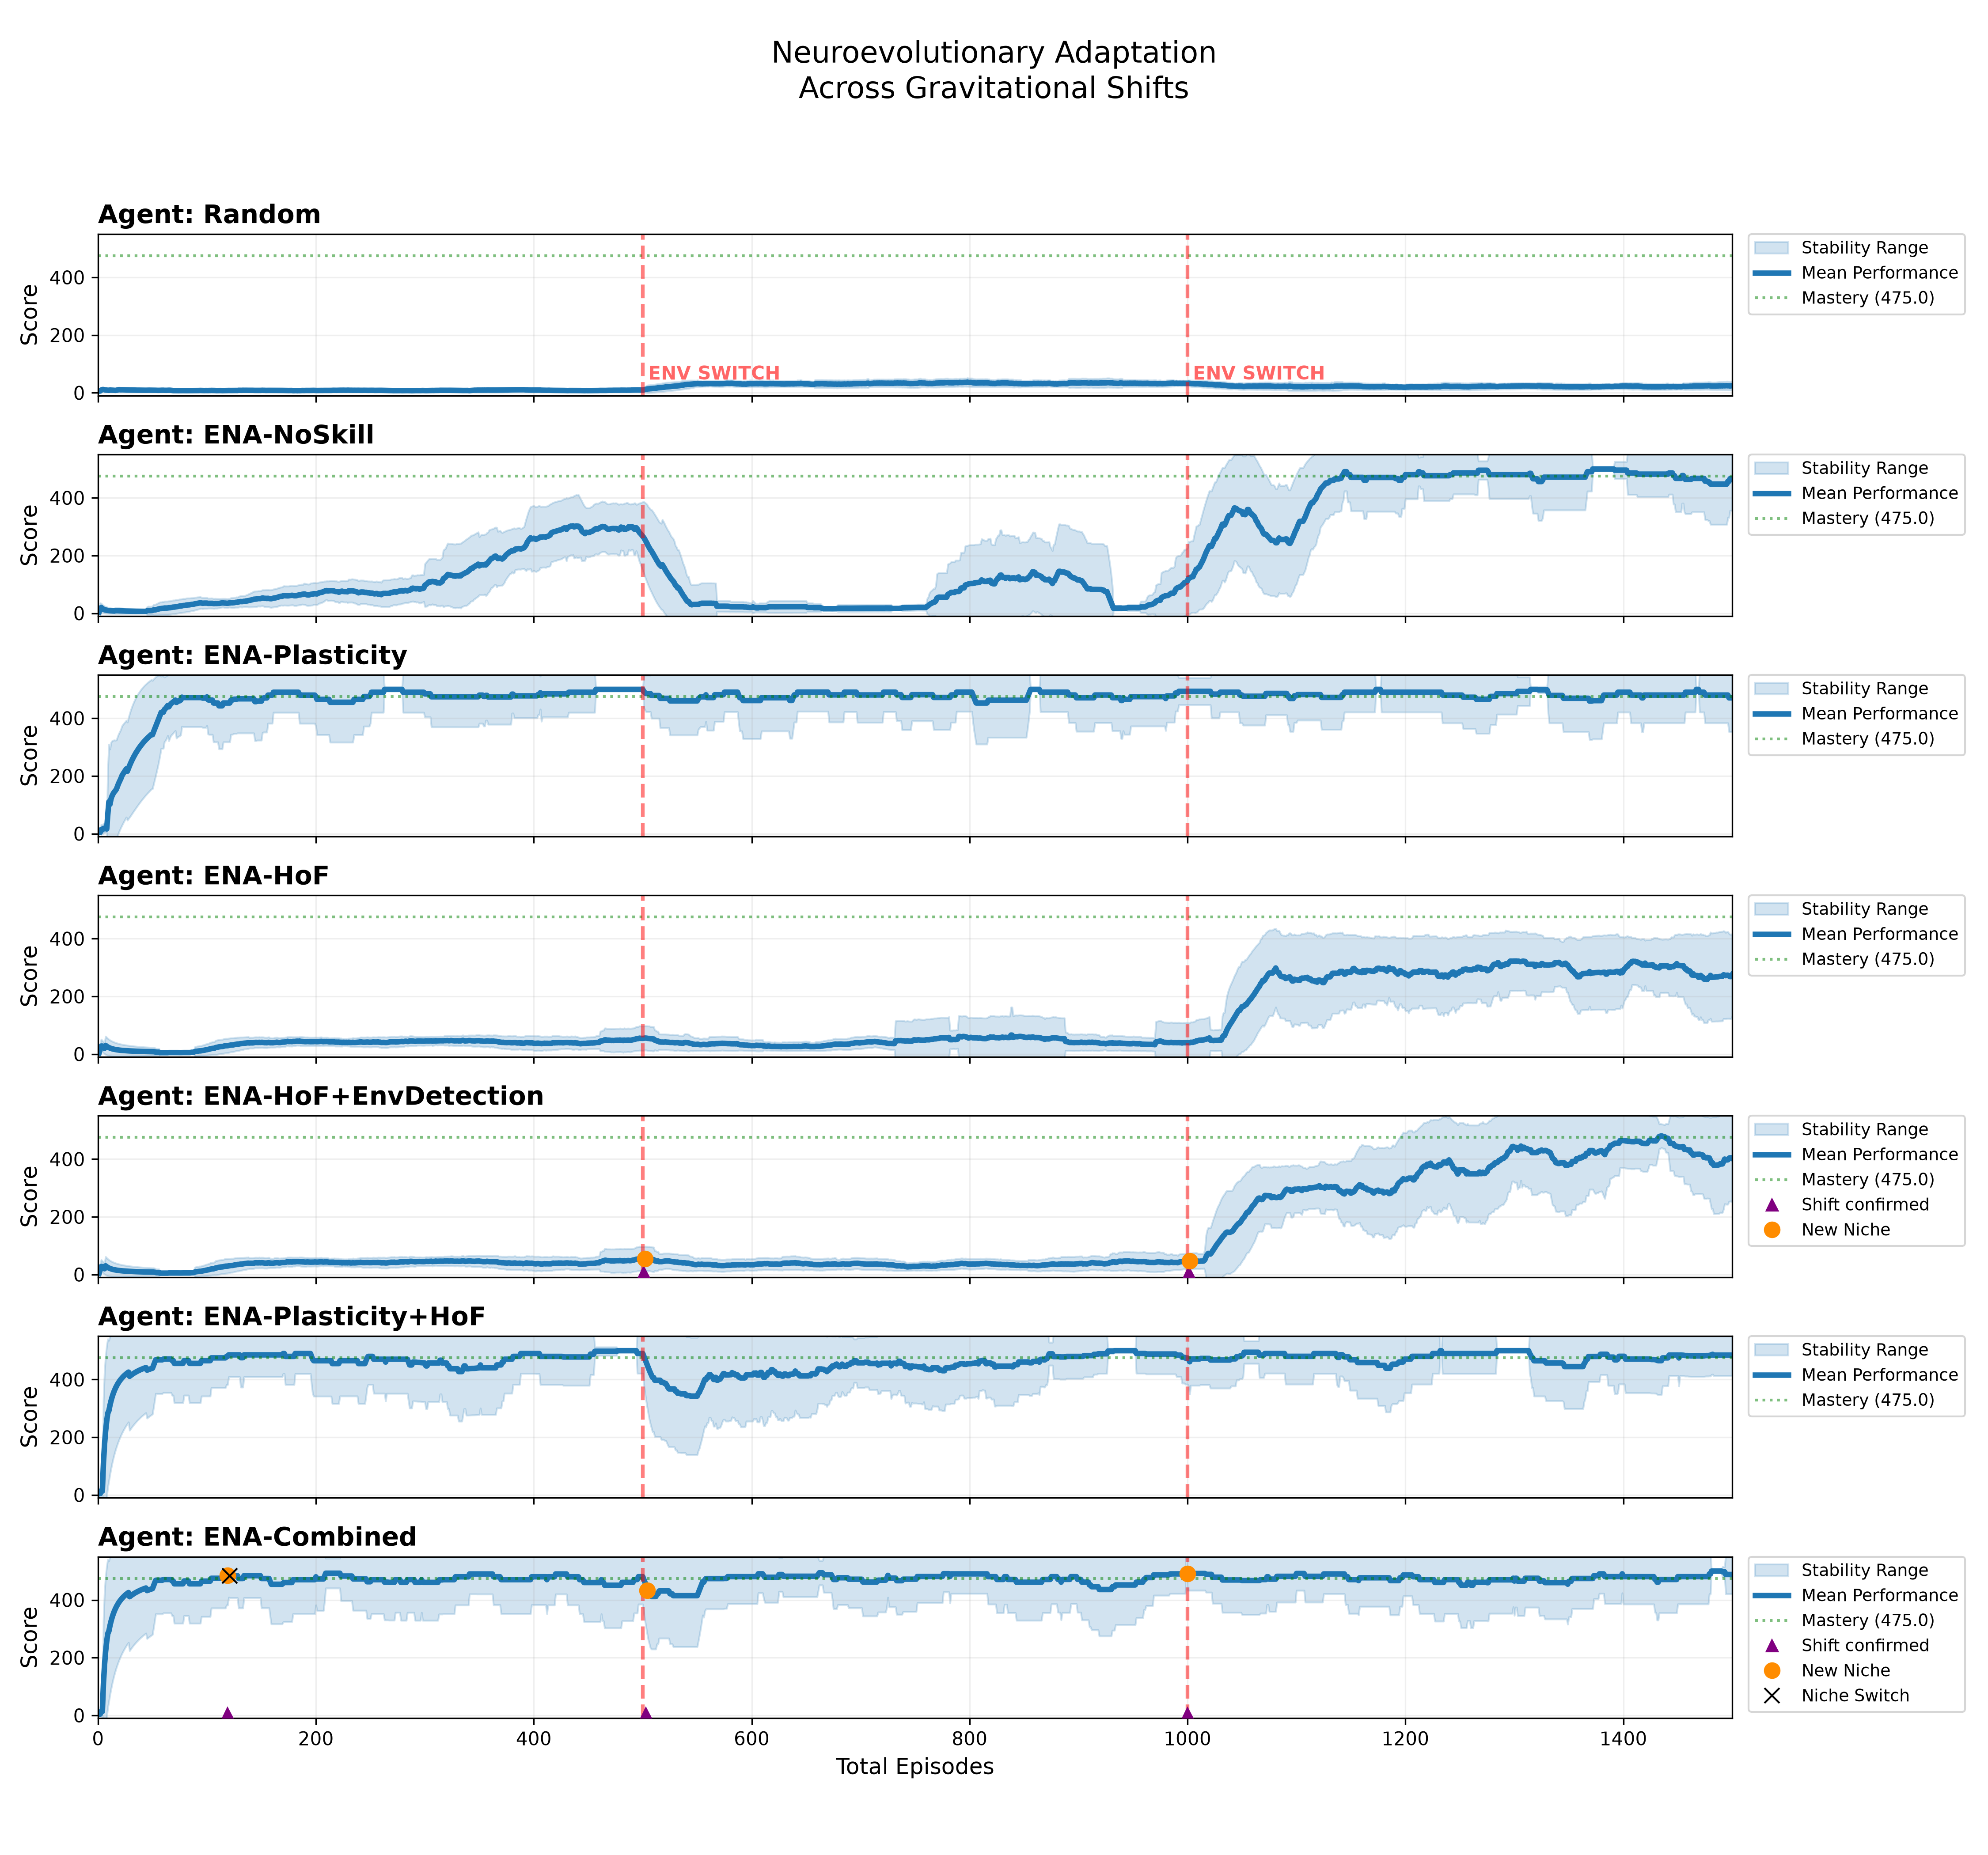 Neuroevolutionary Adaptation
Across Gravitational Shifts
Agent: Random
Score
400
200
0
ENV SWITCH
ENV SWITCH
Stability Range
Mean Performance
Mastery (475.0)
Agent: ENA-NoSkill
Score
400
200
0
Stability Range
Mean Performance
Mastery (475.0)
Agent: ENA-Plasticity
Score
400
200
0
Stability Range
Mean Performance
Mastery (475.0)
Agent: ENA-HoF
Score
400
200
0
Stability Range
Mean Performance
Mastery (475.0)
Agent: ENA-HoF+EnvDetection
Score
400
200
0
Stability Range
Mean Performance
Mastery (475.0)
Shift confirmed
New Niche
Agent: ENA-Plasticity+HoF
Score
400
200
0
Stability Range
Mean Performance
Mastery (475.0)
Agent: ENA-Combined
Score
400
200
0
Stability Range
Mean Performance
Mastery (475.0)
Shift confirmed
New Niche
Niche Switch
0 200 400 600 800 1000 1200 1400
Total Episodes